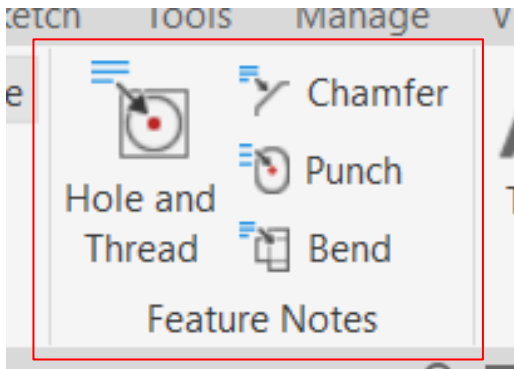 Tools
Manage
Hole and
Thread
Chamfer
Punch
Bend
Feature Notes